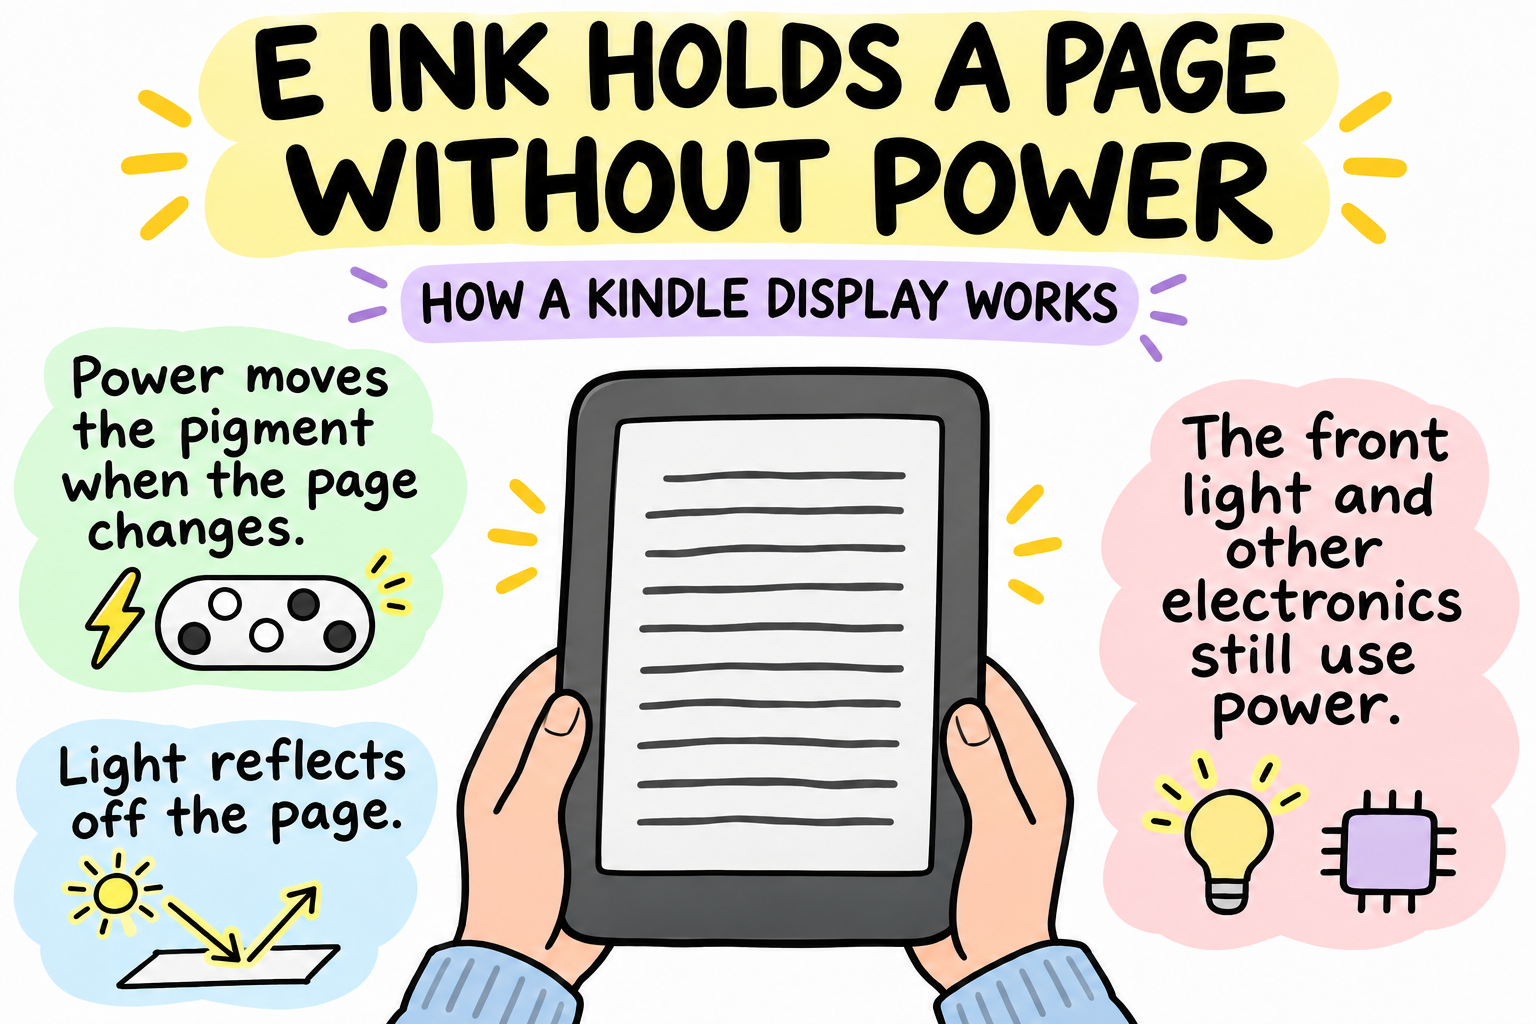 E INK HOLDS A PAGE
WITHOUT POWER
HOW A KINDLE DISPLAY WORKS
Power moves
the pigment
when the page
changes.
Light reflects
off the page.
The front
light and
other
electronics
still use
power.